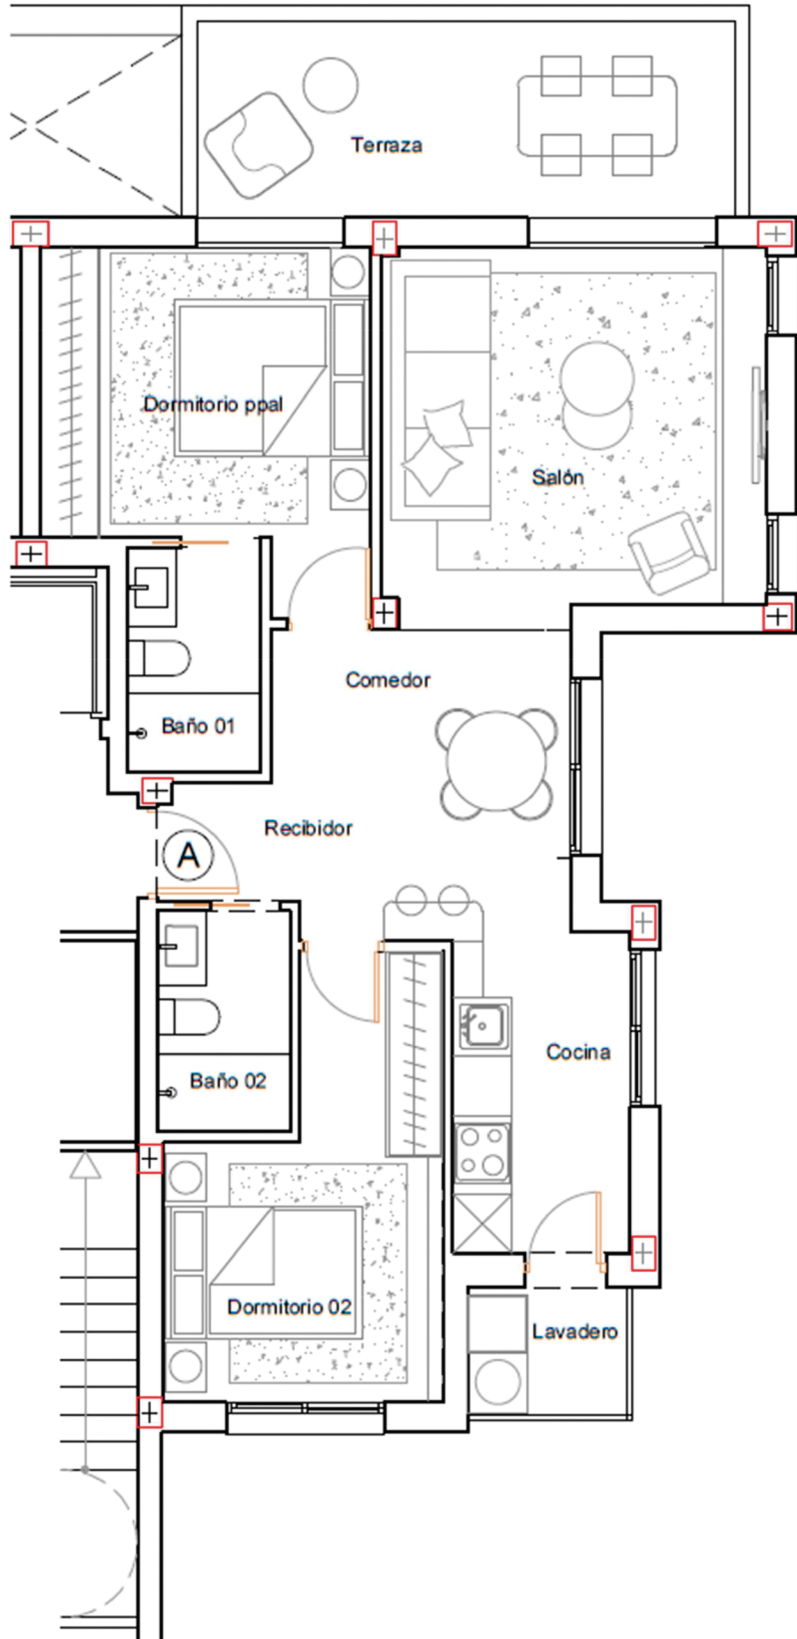 Terraza
Dormitorio ppal
Salón
Comedor
Baño 01
Recibidor
A
Cocina
Baño 02
Dormitorio 02
Lavadero